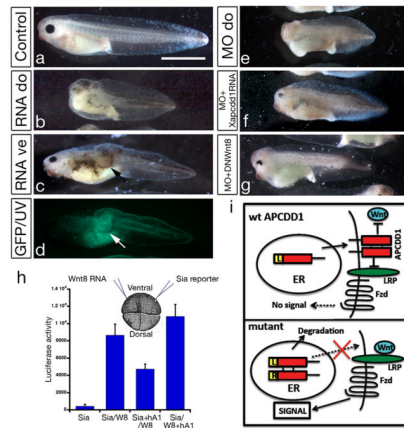 Control
a
RNA do
b
RNA ve
c
GFP/UV
d
MO do
e
MO+
Xapcdd1RNA
f
MO+DNWnt8
g
h
Wnt8 RNA
Sia reporter
Ventral
Dorsal
Luciferase activity
Sia
Sia/W8
Sia+hA1
/W8
Sia/
W8+hA1
i
wt APCDD1
Wnt
APCDD1
L
ER
LRP
Fzd
No signal
mutant
Degradation
Wnt
L
R
ER
LRP
Fzd
SIGNAL